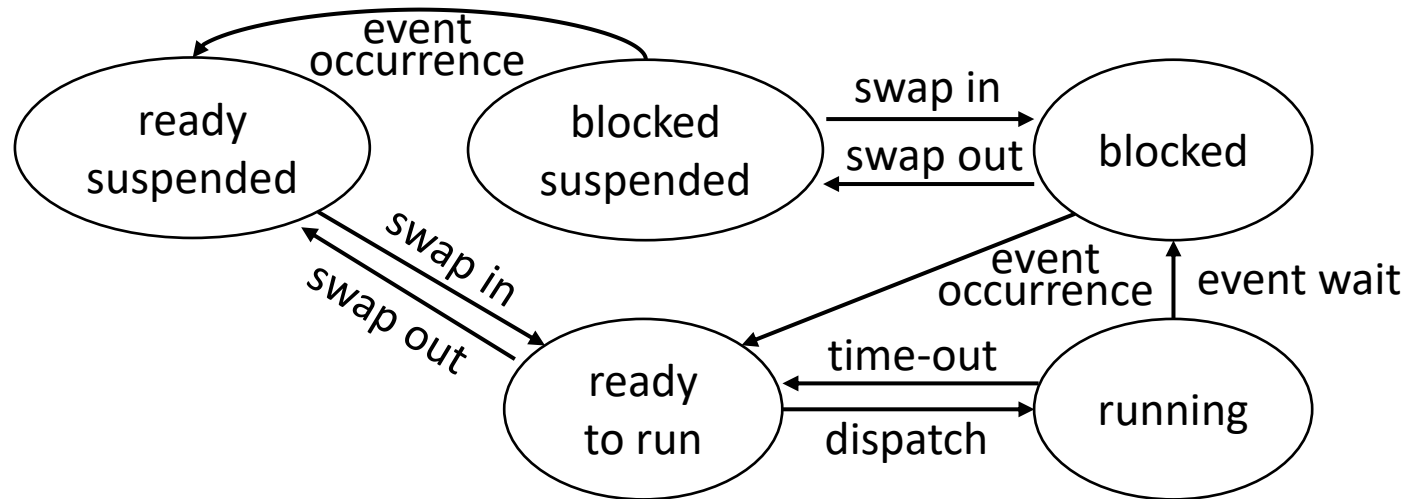 event
occurrence
ready
suspended
blocked
suspended
swap in
swap out
blocked
swap in
swap out
event
occurrence
event wait
ready
to run
time-out
dispatch
running